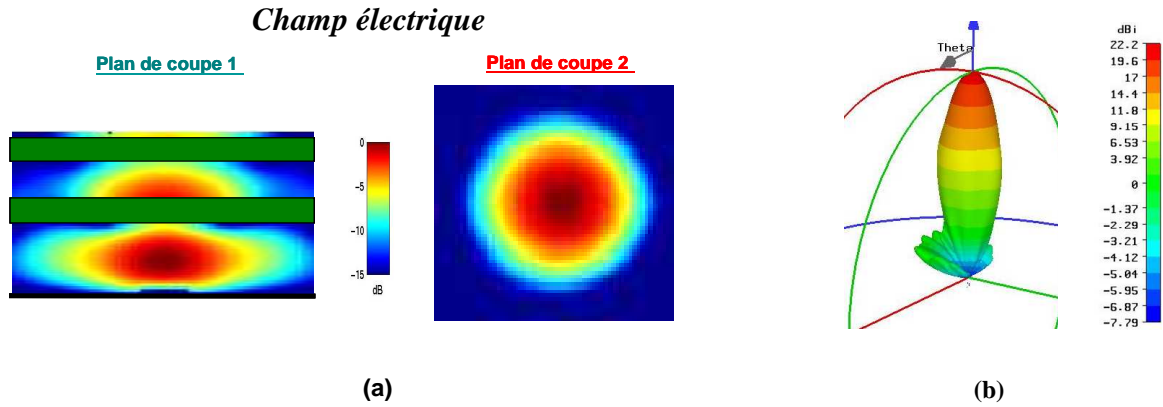 Champ électrique
Plan de coupe 1
Plan de coupe 2
0
-5
-10
-15
dB
(a)
Theta
dBi
22.2
19.6
17
14.4
11.8
9.15
6.53
3.92
0
-1.37
-2.29
-3.21
-4.12
-5.04
-5.95
-6.87
-7.79
(b)